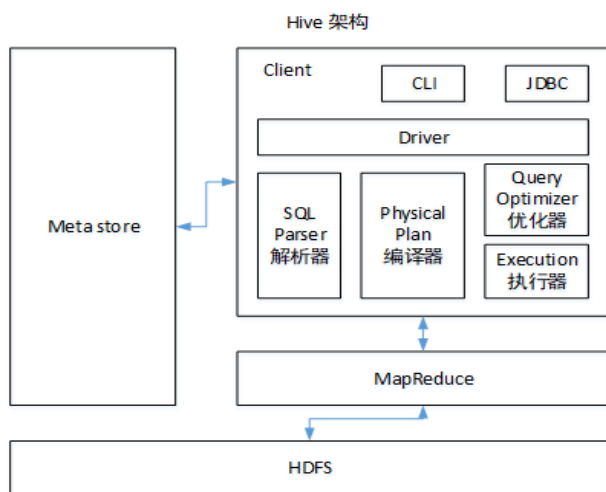 Hive 架构
Client
CLI
JDBC
Driver
Meta store
SQL
Parser
解析器
Physical
Plan
编译器
Query
Optimizer
优化器
Execution
执行器
MapReduce
HDFS